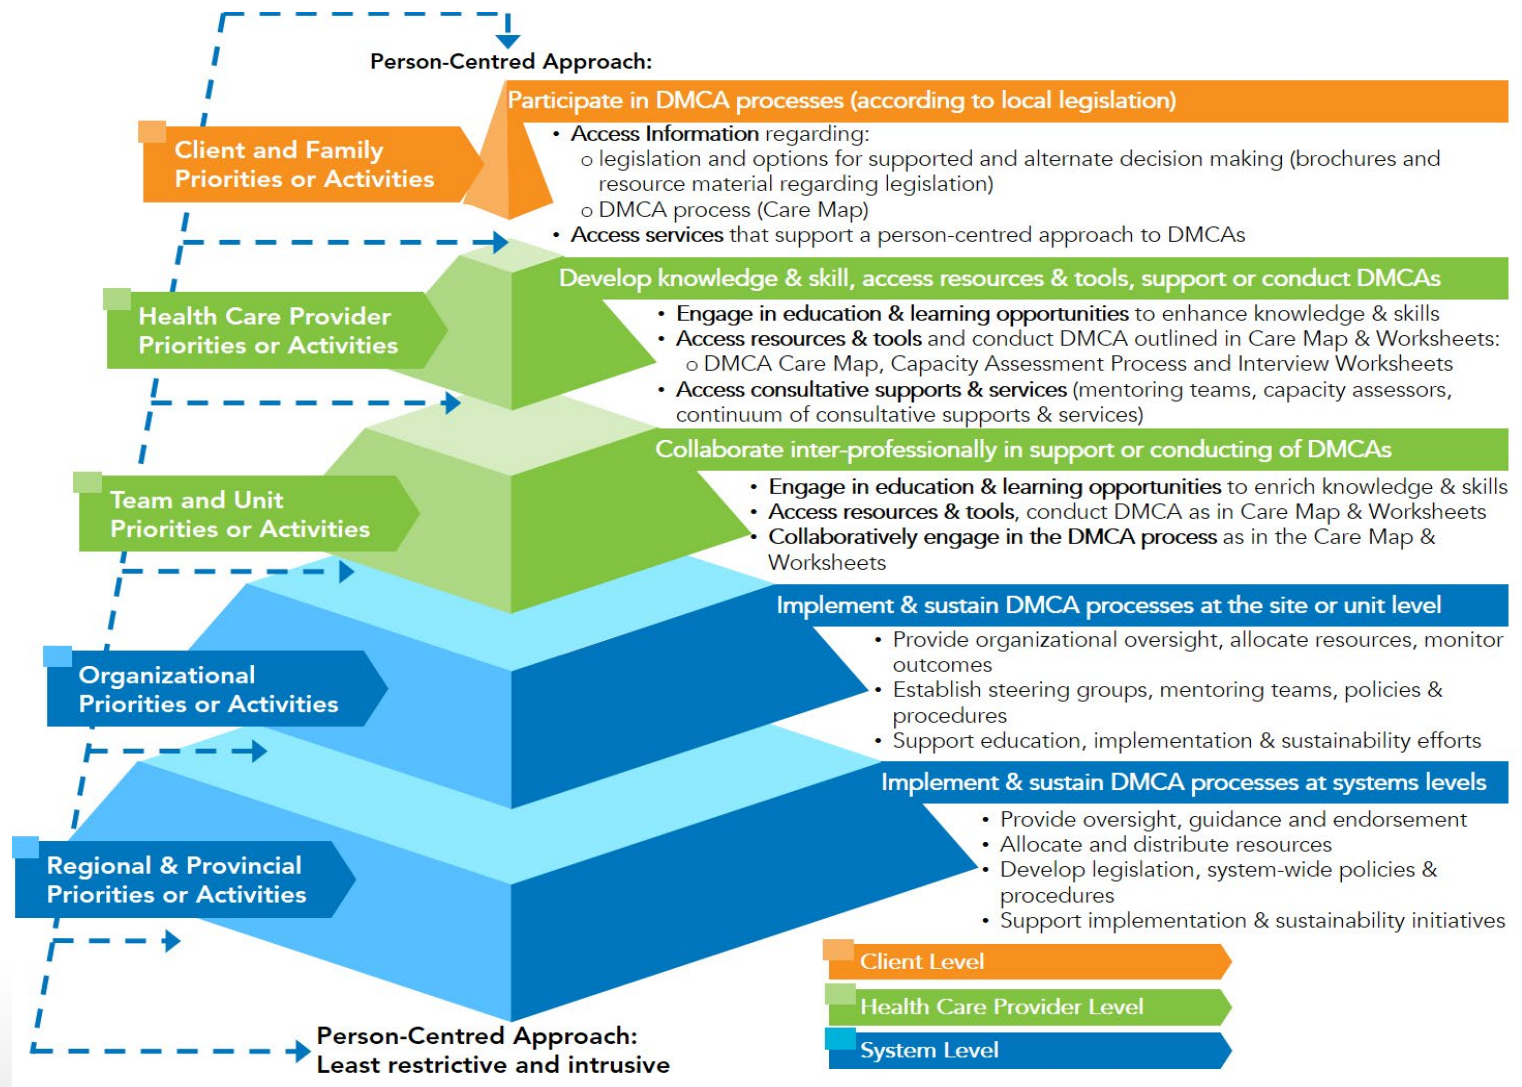 Person-Centred Approach:
Participate in DMCA processes (according to local legislation)
Client and Family
Priorities or Activities
• Access Information regarding:
o legislation and options for supported and alternate decision making (brochures and
resource material regarding legislation)
o DMCA process (Care Map)
• Access services that support a person-centred approach to DMCAs
Develop knowledge & skill, access resources & tools, support or conduct DMCAs
Health Care Provider
Priorities or Activities
• Engage in education & learning opportunities to enhance knowledge & skills
• Access resources & tools and conduct DMCA outlined in Care Map & Worksheets:
o DMCA Care Map, Capacity Assessment Process and Interview Worksheets
• Access consultative supports & services (mentoring teams, capacity assessors,
continuum of consultative supports & services)
Collaborate inter-professionally in support or conducting of DMCAs
Team and Unit
Priorities or Activities
• Engage in education & learning opportunities to enrich knowledge & skills
• Access resources & tools, conduct DMCA as in Care Map & Worksheets
• Collaboratively engage in the DMCA process as in the Care Map &
Worksheets
Implement & sustain DMCA processes at the site or unit level
Organizational
Priorities or Activities
• Provide organizational oversight, allocate resources, monitor
outcomes
• Establish steering groups, mentoring teams, policies &
procedures
• Support education, implementation & sustainability efforts
Implement & sustain DMCA processes at systems levels
Regional & Provincial
Priorities or Activities
• Provide oversight, guidance and endorsement
• Allocate and distribute resources
• Develop legislation, system-wide policies &
procedures
• Support implementation & sustainability initiatives
Client Level
Health Care Provider Level
System Level
Person-Centred Approach:
Least restrictive and intrusive